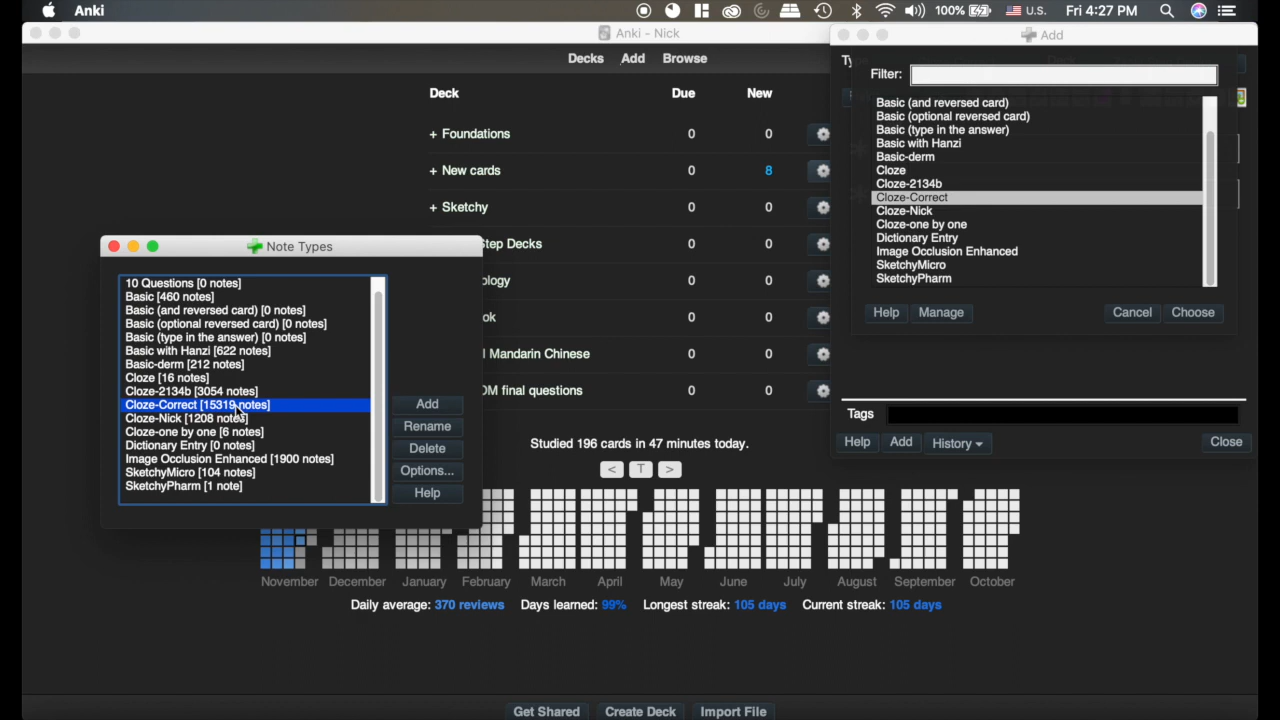 Anki
100%
U.S.
Fri 4:27 PM
Anki - Nick
Decks
Add
Browse
Deck
Due
New
+ Foundations
0
0
+ New cards
0
8
+ Sketchy
0
0
Step Decks
0
0
ology
0
0
ok
0
0
l Mandarin Chinese
0
0
OM final questions
0
0
Studied 196 cards in 47 minutes today.
<
T
>
November
December
January
February
March
April
May
June
July
August
September
October
Daily average: 370 reviews
Days learned: 99%
Longest streak: 105 days
Current streak: 105 days
Get Shared
Create Deck
Import File
Note Types
10 Questions [0 notes]
Basic [460 notes]
Basic (and reversed card) [0 notes]
Basic (optional reversed card) [0 notes]
Basic (type in the answer) [0 notes]
Basic with Hanzi [622 notes]
Basic-derm [212 notes]
Cloze [16 notes]
Cloze-2134b [3054 notes]
Cloze-Correct [15319 notes]
Cloze-Nick [1208 notes]
Cloze-one by one [6 notes]
Dictionary Entry [0 notes]
Image Occlusion Enhanced [1900 notes]
SketchyMicro [104 notes]
SketchyPharm [1 note]
Add
Rename
Delete
Options...
Help
Add
Filter:
Basic (and reversed card)
Basic (optional reversed card)
Basic (type in the answer)
Basic with Hanzi
Basic-derm
Cloze
Cloze-2134b
Cloze-Correct
Cloze-Nick
Cloze-one by one
Dictionary Entry
Image Occlusion Enhanced
SketchyMicro
SketchyPharm
Help
Manage
Cancel
Choose
Tags
Help
Add
History
Close